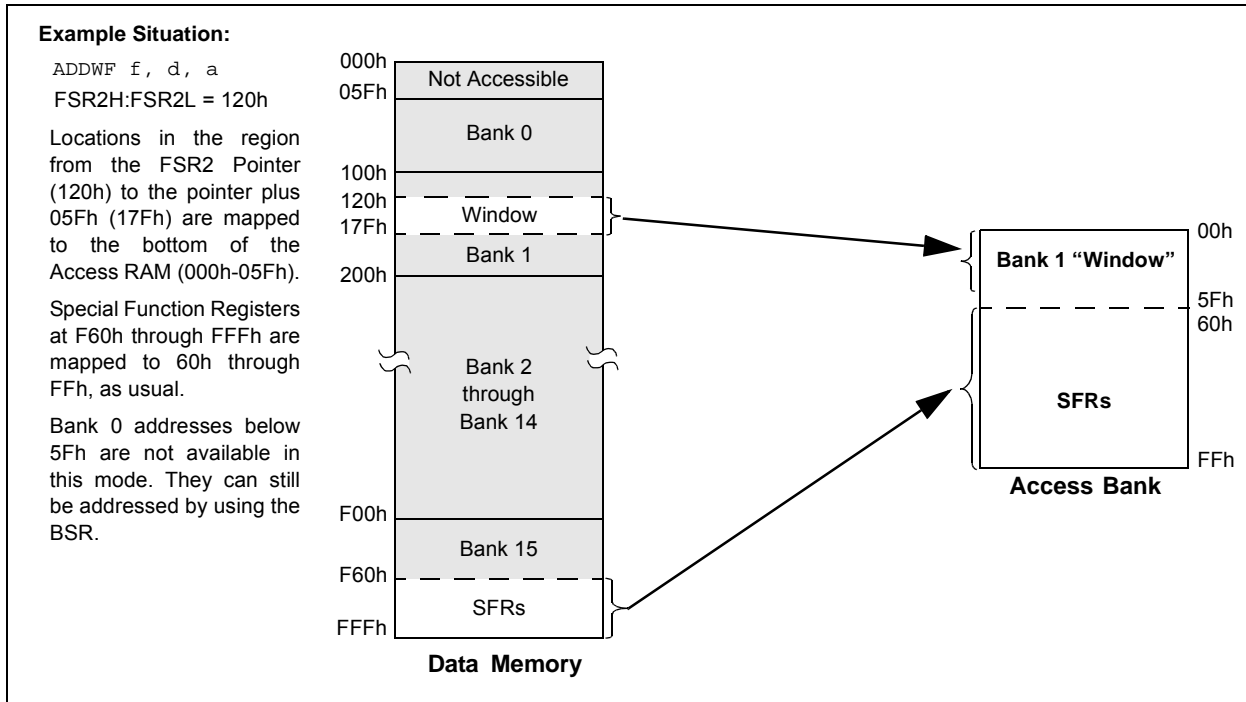 Example Situation:
ADDWF f, d, a
FSR2H:FSR2L = 120h
Locations in the region
from the FSR2 Pointer
(120h) to the pointer plus
05Fh (17Fh) are mapped
to the bottom of the
Access RAM (000h-05Fh).
Special Function Registers
at F60h through FFFh are
mapped to 60h through
FFh, as usual.
Bank 0 addresses below
5Fh are not available in
this mode. They can still
be addressed by using the
BSR.
000h
Not Accessible
05Fh
Bank 0
100h
120h
Window
17Fh
Bank 1
200h
Bank 2
through
Bank 14
F00h
Bank 15
F60h
SFRs
FFFh
Data Memory
00h
Bank 1 “Window”
5Fh
60h
SFRs
FFh
Access Bank